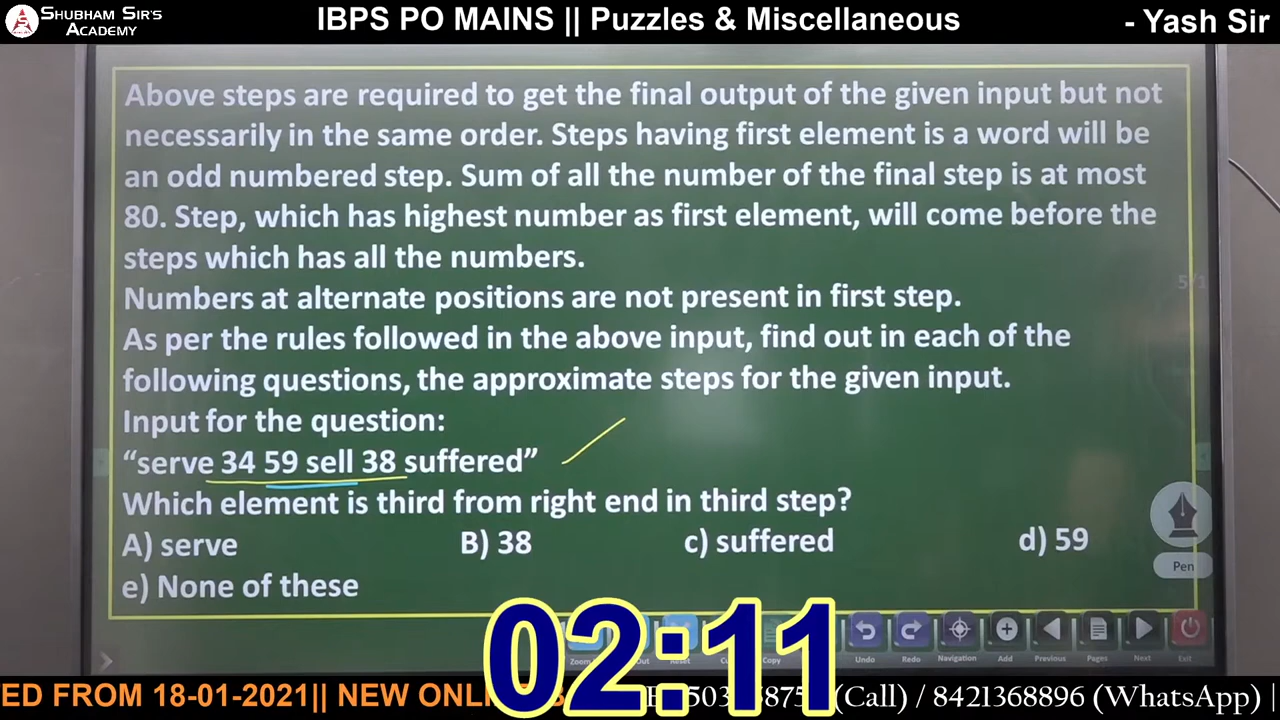 SHUBHAM SIR'S
ACADEMY
IBPS PO MAINS || Puzzles & Miscellaneous
- Yash Sir
Above steps are required to get the final output of the given input but not
necessarily in the same order. Steps having first element is a word will be
an odd numbered step. Sum of all the number of the final step is at most
80. Step, which has highest number as first element, will come before the
steps which has all the numbers.
Numbers at alternate positions are not present in first step.
As per the rules followed in the above input, find out in each of the
following questions, the approximate steps for the given input.
Input for the question:
“serve 34 59 sell 38 suffered”
Which element is third from right end in third step?
A) serve B) 38 c) suffered d) 59
e) None of these
Pen
02:11
Undo Redo Navigation Add Previous Pages Next Exit
Copy
ED FROM 18-01-2021|| NEW ONL (Call) / 8421368896 (WhatsApp) |